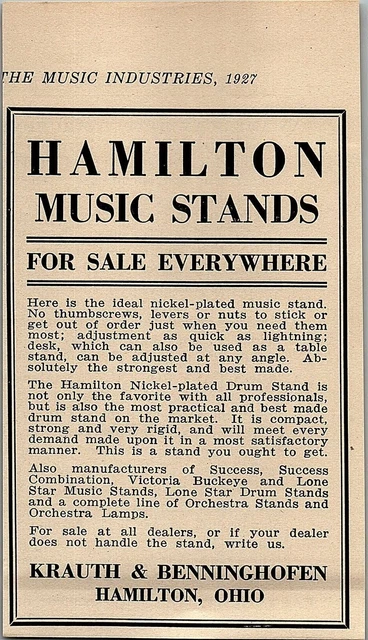 THE MUSIC INDUSTRIES, 1927
HAMILTON
MUSIC STANDS
FOR SALE EVERYWHERE
Here is the ideal nickel-plated music stand.
No thumbscrews, levers or nuts to stick or
get out of order just when you need them
most; adjustment as quick as lightning;
desk, which can also be used as a table
stand, can be adjusted at any angle. Ab-
solutely the strongest and best made.
The Hamilton Nickel-plated Drum Stand is
not only the favorite with all professionals,
but is also the most practical and best made
drum stand on the market. It is compact,
strong and very rigid, and will meet every
demand made upon it in a most satisfactory
manner. This is a stand you ought to get.
Also manufacturers of Success, Success
Combination, Victoria Buckeye and Lone
Star Music Stands, Lone Star Drum Stands
and a complete line of Orchestra Stands and
Orchestra Lamps.
For sale at all dealers, or if your dealer
does not handle the stand, write us.
KRAUTH & BENNINGHOFEN
HAMILTON, OHIO